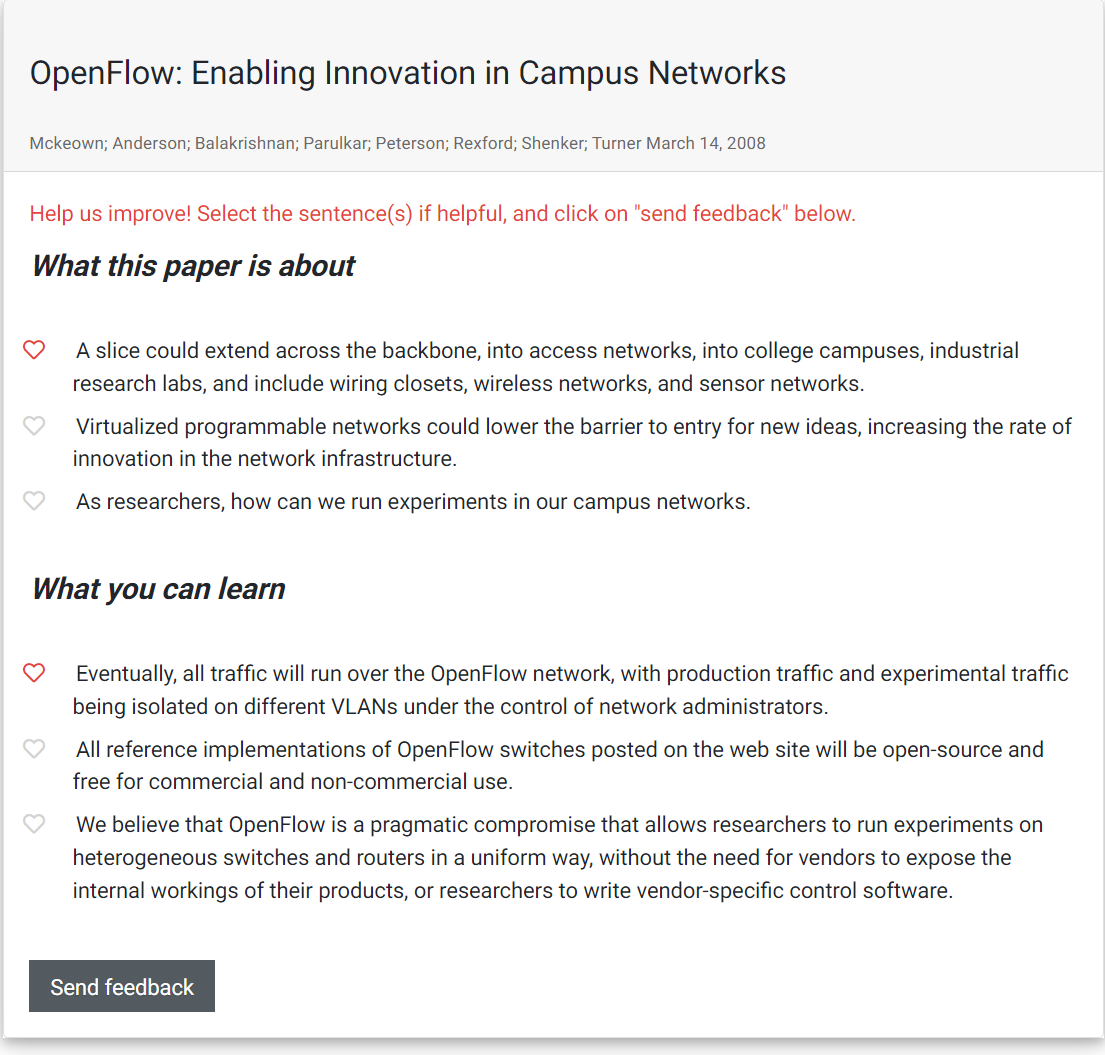 OpenFlow: Enabling Innovation in Campus Networks
Mckeown; Anderson; Balakrishnan; Parulkar; Peterson; Rexford; Shenker; Turner March 14, 2008
Help us improve! Select the sentence(s) if helpful, and click on "send feedback" below.
What this paper is about
A slice could extend across the backbone, into access networks, into college campuses, industrial
research labs, and include wiring closets, wireless networks, and sensor networks.
Virtualized programmable networks could lower the barrier to entry for new ideas, increasing the rate of
innovation in the network infrastructure.
As researchers, how can we run experiments in our campus networks.
What you can learn
Eventually, all traffic will run over the OpenFlow network, with production traffic and experimental traffic
being isolated on different VLANs under the control of network administrators.
All reference implementations of OpenFlow switches posted on the web site will be open-source and
free for commercial and non-commercial use.
We believe that OpenFlow is a pragmatic compromise that allows researchers to run experiments on
heterogeneous switches and routers in a uniform way, without the need for vendors to expose the
internal workings of their products, or researchers to write vendor-specific control software.
Send feedback